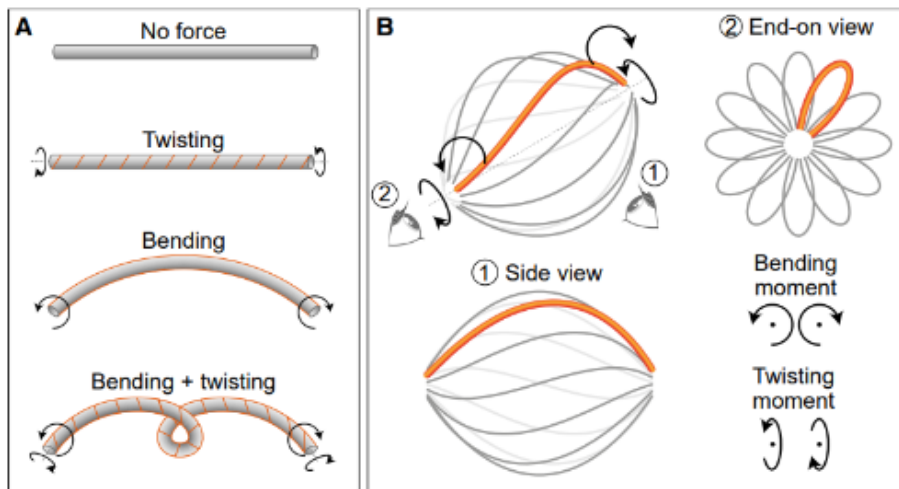 A
No force
Twisting
Bending
Bending + twisting
B
②
①
① Side view
② End-on view
Bending
moment
Twisting
moment